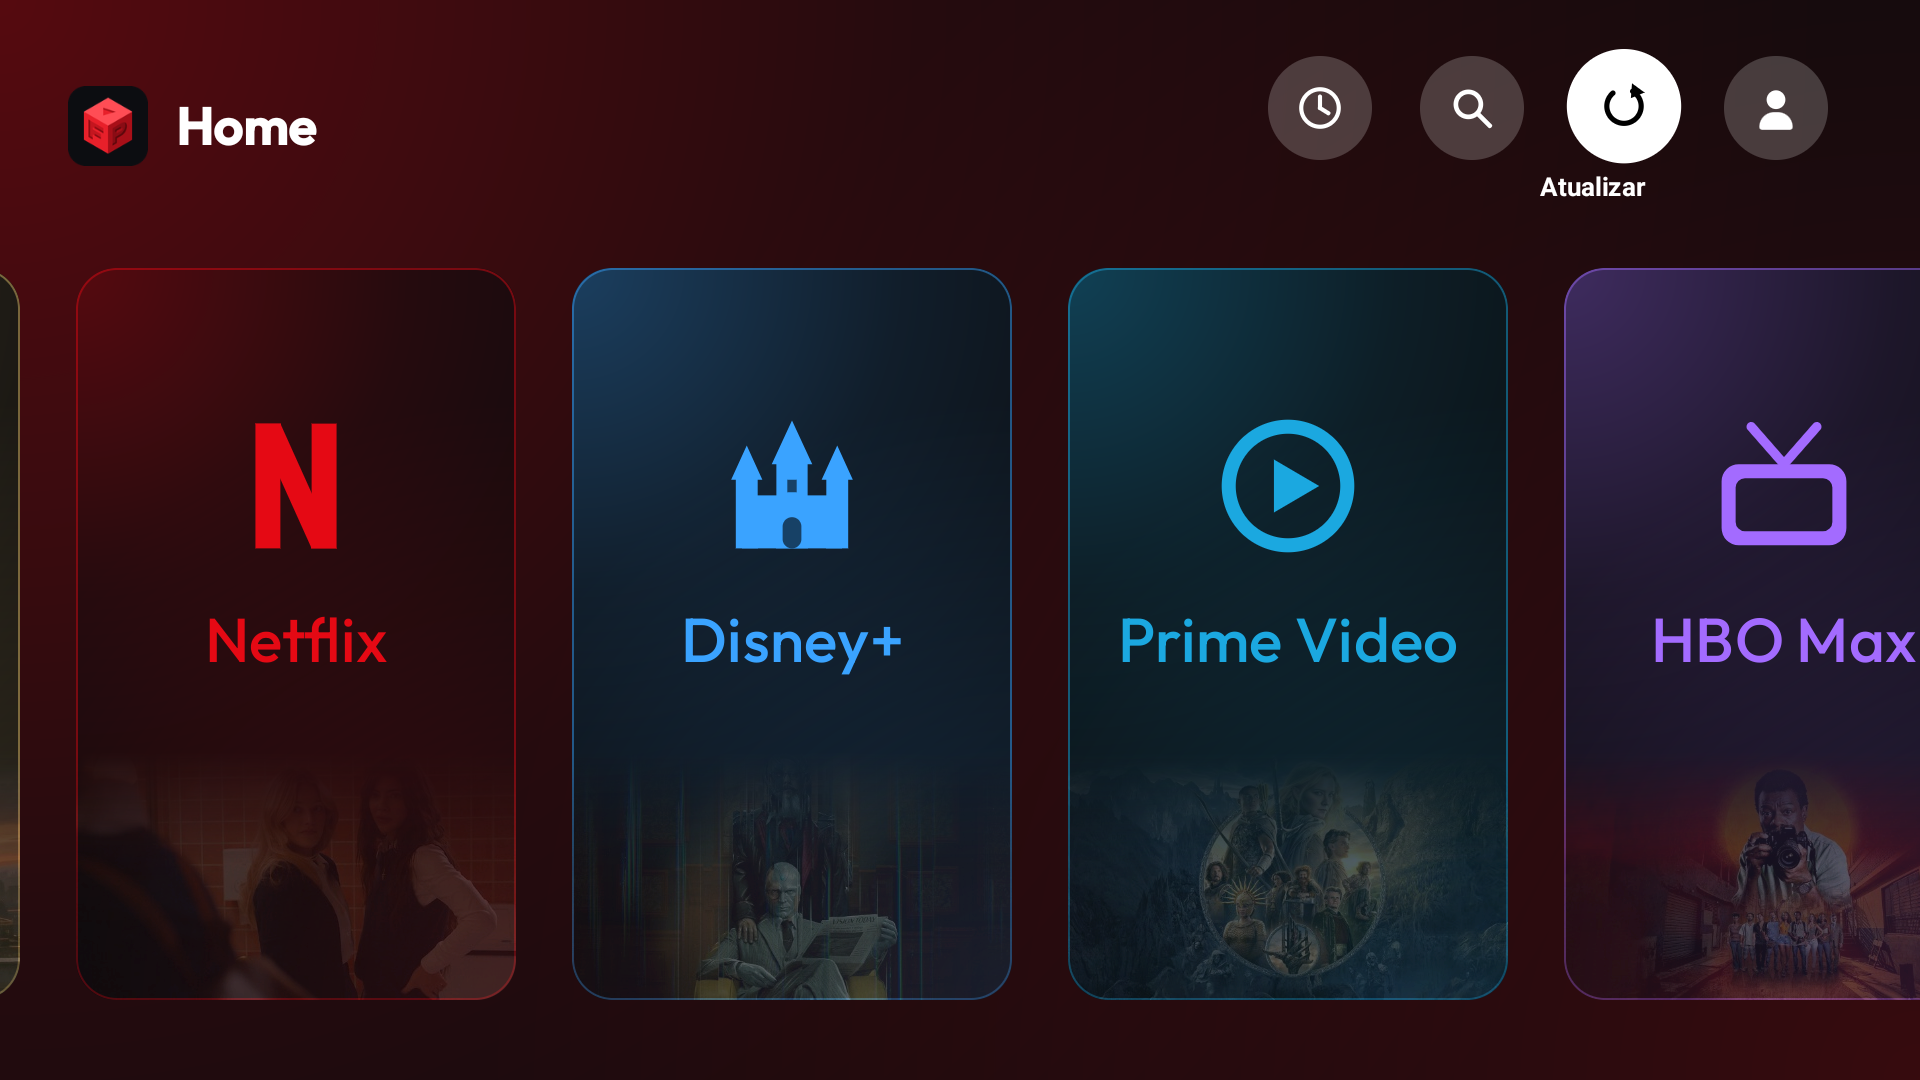 Home
Atualizar
Netflix
Disney+
Prime Video
HBO Max